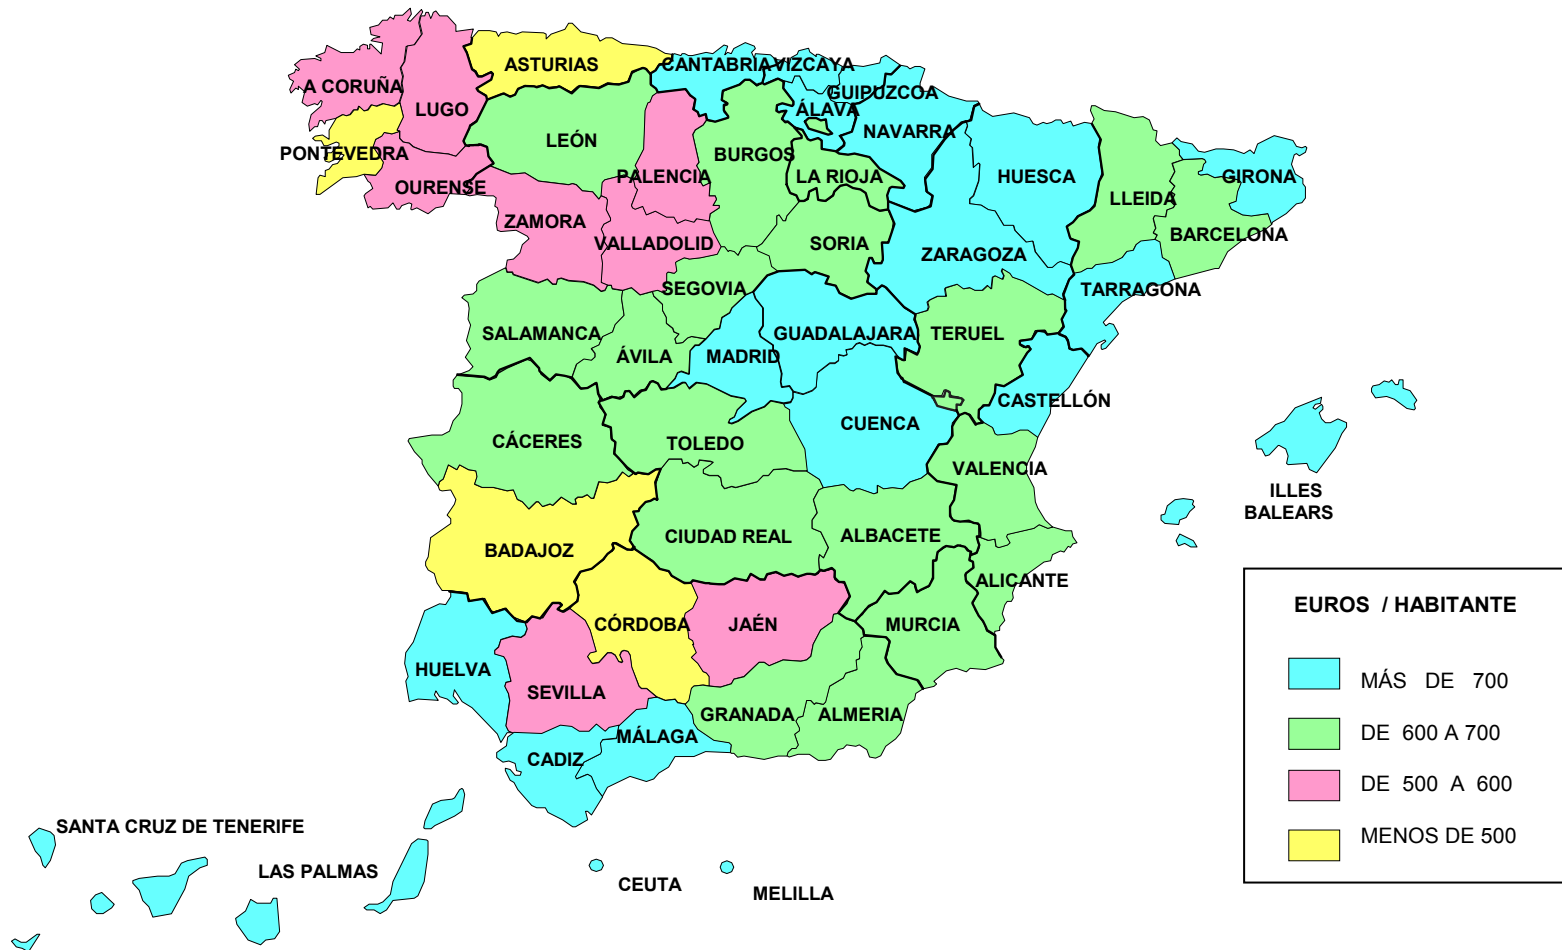 ASTURIAS
CANTABRIA
VIZCAYA
A CORUÑA
GUIPUZCOA
LUGO
ÁLAVA
NAVARRA
LEÓN
PONTEVEDRA
BURGOS
OURENSE
PALENCIA
LA RIOJA
HUESCA
GIRONA
LLEIDA
ZAMORA
VALLADOLID
SORIA
BARCELONA
ZARAGOZA
SEGOVIA
TARRAGONA
SALAMANCA
GUADALAJARA
TERUEL
ÁVILA
MADRID
CASTELLÓN
CUENCA
CÁCERES
TOLEDO
VALENCIA
ILLES
BALEARS
CIUDAD REAL
ALBACETE
BADAJOZ
ALICANTE
CÓRDOBA
JAÉN
MURCIA
HUELVA
SEVILLA
GRANADA
ALMERIA
MÁLAGA
CADIZ
SANTA CRUZ DE TENERIFE
LAS PALMAS
CEUTA
MELILLA
EUROS / HABITANTE
MÁS DE 700
DE 600 A 700
DE 500 A 600
MENOS DE 500